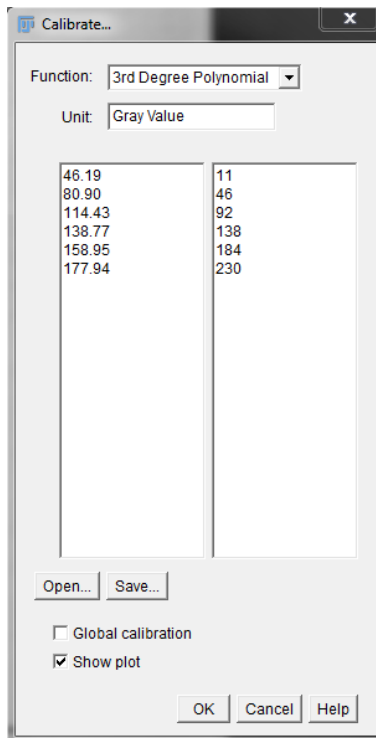 Calibrate...
x
Function: 3rd Degree Polynomial
Unit: Gray Value
46.19
80.90
114.43
138.77
158.95
177.94
11
46
92
138
184
230
Open... Save...
Global calibration
Show plot
OK Cancel Help